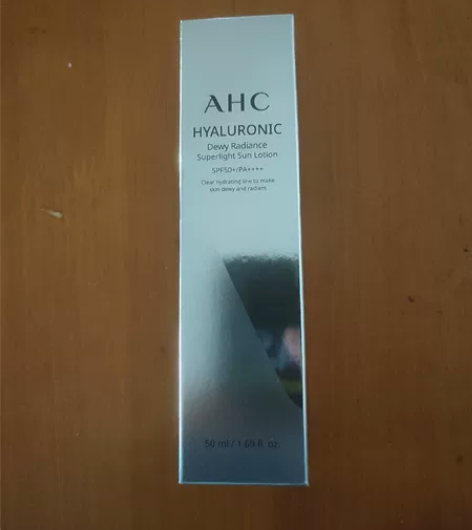 AHC
HYALURONIC
Dewy Radiance
Superlight Sun Lotion
SPF50+/PA++++
Clear hydrating line to make
skin dewy and radiant
50 ml / 1.69 fl. oz.